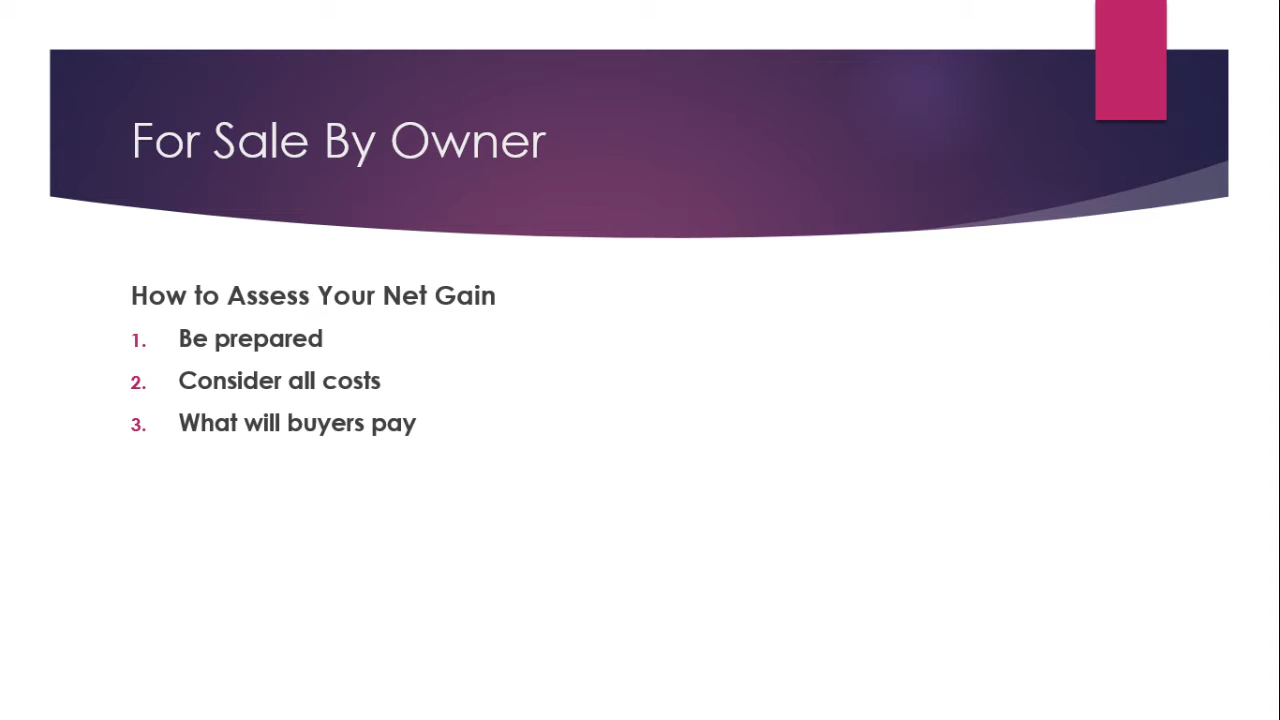 For Sale By Owner
How to Assess Your Net Gain
1. Be prepared
2. Consider all costs
3. What will buyers pay